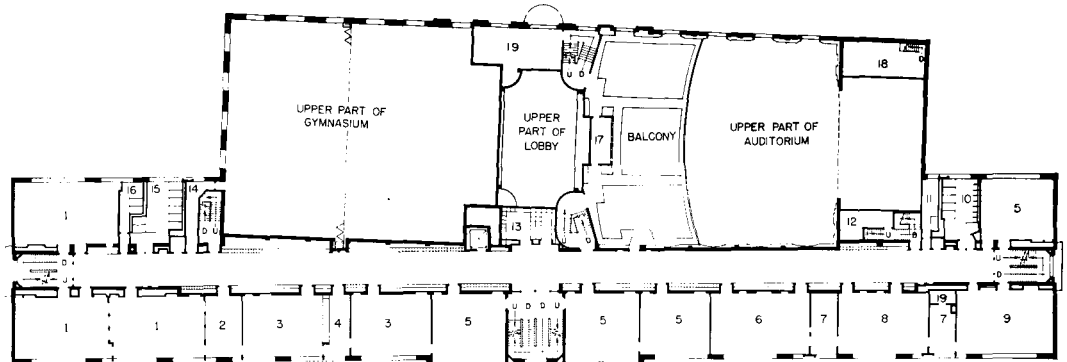 19
18
UPPER PART OF
GYMNASIUM
UPPER
PART OF
LOBBY
17
BALCONY
UPPER PART OF
AUDITORIUM
U D
D
1
16
15
14
D U
13
D
12
U
11
10
5
D
U
U
D
1
1
2
3
4
3
5
U D D U
5
5
6
7
8
19
7
9